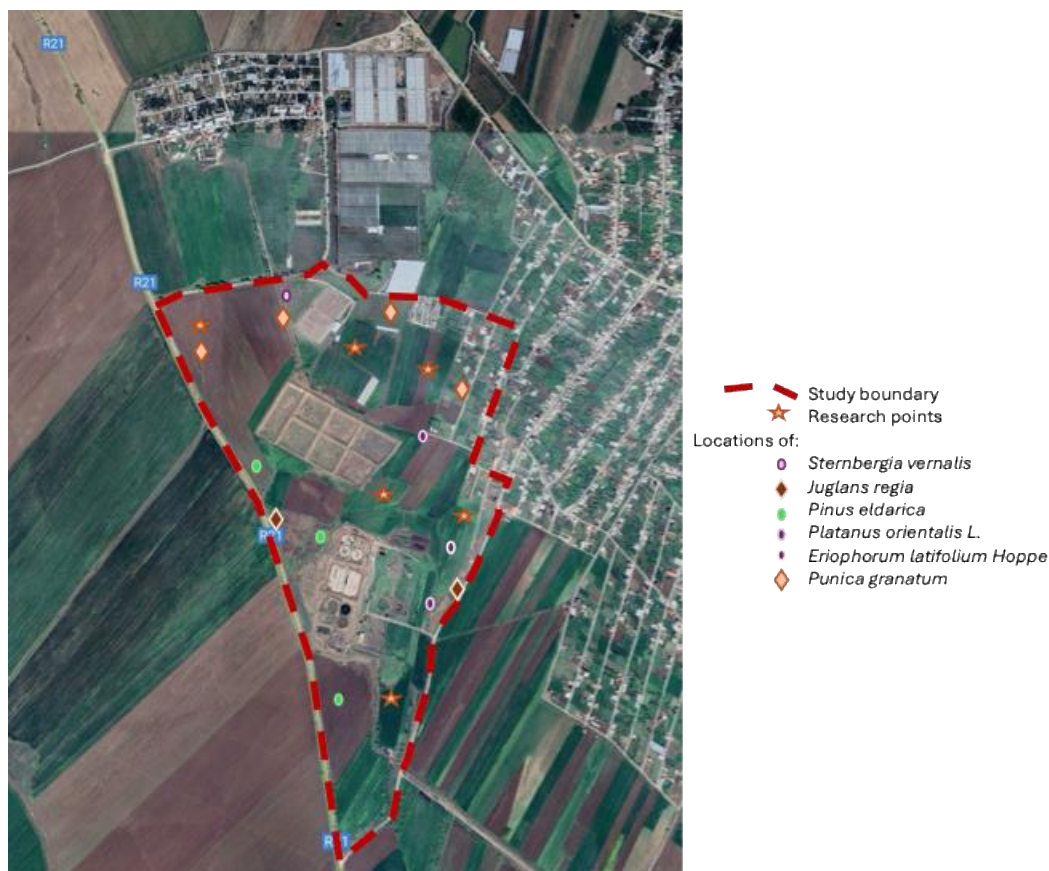 R21
R21
R21
Study boundary
Research points
Locations of:
Sternbergia vernalis
Juglans regia
Pinus eldarica
Platanus orientalis L.
Eriophorum latifolium Hoppe
Punica granatum